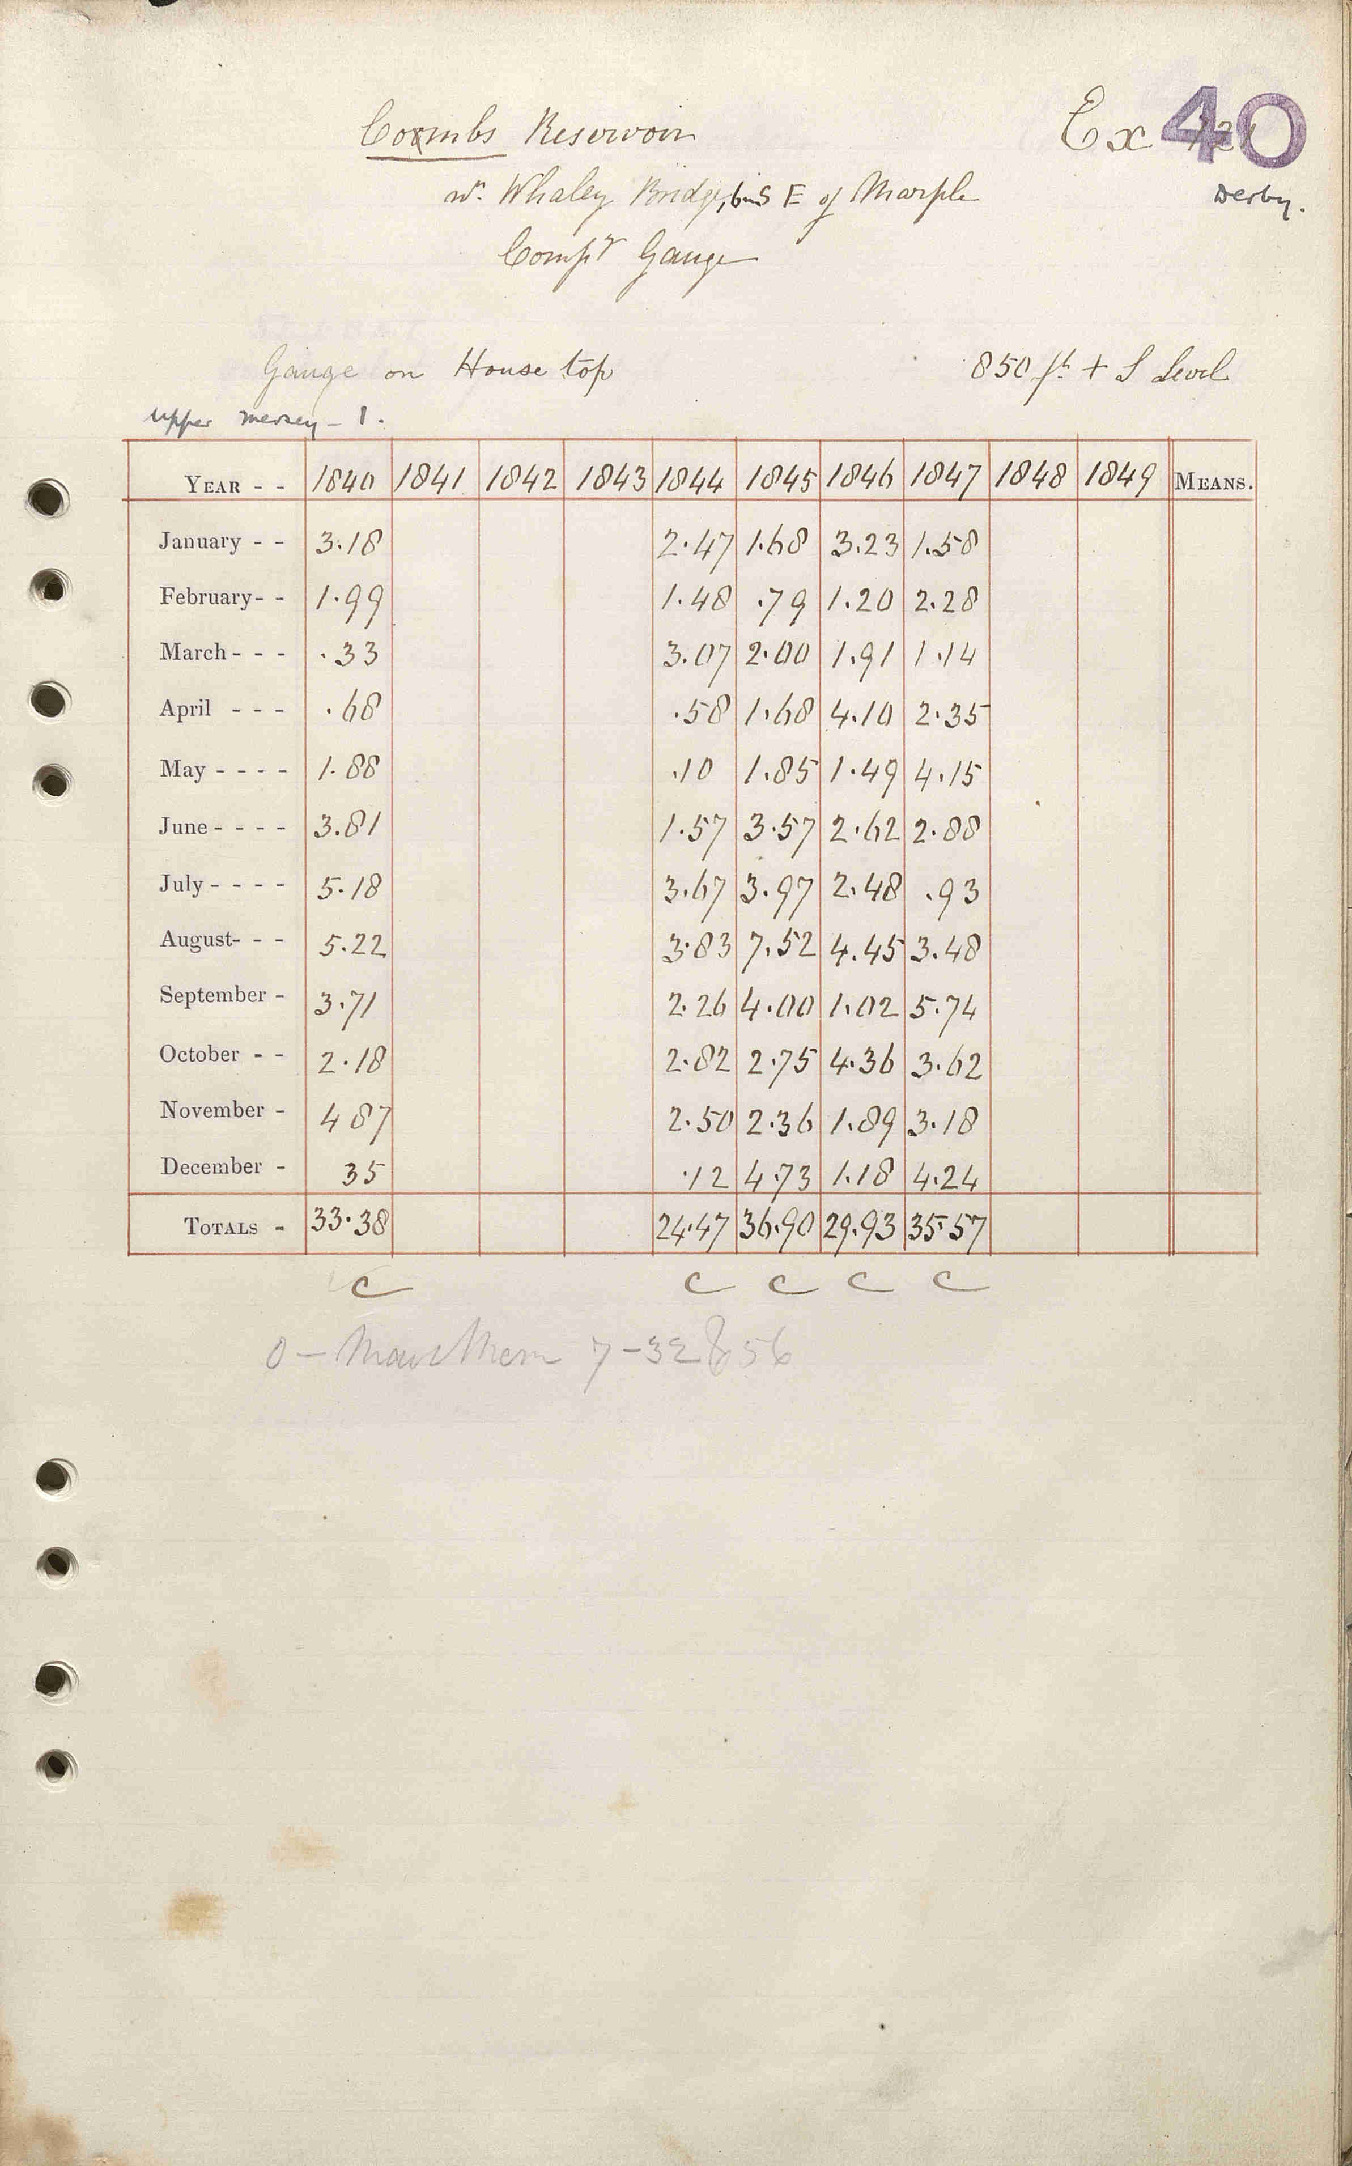 Coombs Reservoir
Ex 40
nr. Whaley Bridge, 6m S E of Marple
Derby.
Compy Gauge
Gauge on House top 850 ft + S Level
Upper Mersey - 1.
YEAR - - 1840 1841 1842 1843 1844 1845 1846 1847 1848 1849 MEANS.
January - - 3.18 2.47 1.68 3.23 1.58
February - - 1.99 1.48 .79 1.20 2.28
March - - - .33 3.07 2.00 1.91 1.14
April - - - .68 .58 1.68 4.10 2.35
May - - - - 1.88 .10 1.85 1.49 4.15
June - - - - 3.81 1.57 3.57 2.62 2.88
July - - - - 5.18 3.67 3.97 2.48 .93
August - - - 5.22 3.83 7.52 4.45 3.48
September - 3.71 2.26 4.00 1.02 5.74
October - - 2.18 2.82 2.75 4.36 3.62
November - 4 87 2.50 2.36 1.89 3.18
December - 35 .12 4.73 1.18 4.24
TOTALS - 33.38 24.47 36.90 29.93 35.57
C C C C C
0 - 7 - 32 56